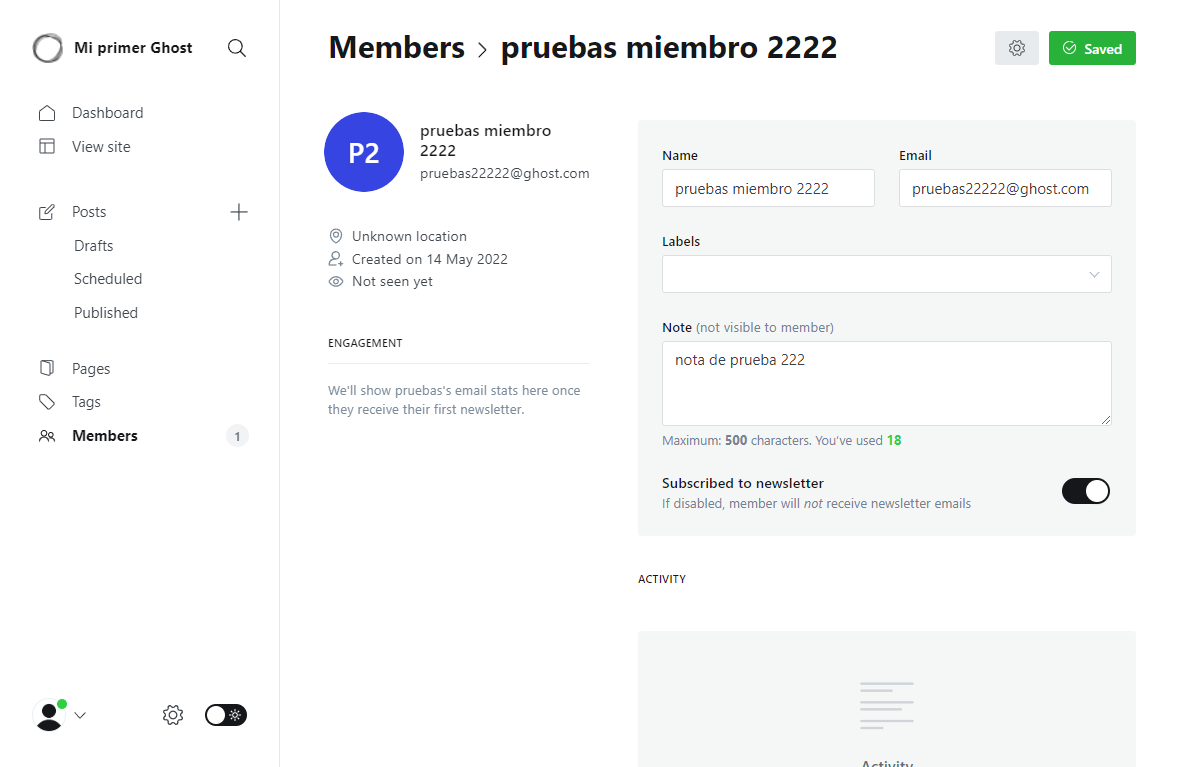 Mi primer Ghost
Dashboard
View site
Posts
Drafts
Scheduled
Published
Pages
Tags
Members 1
Members > pruebas miembro 2222
Saved
P2
pruebas miembro
2222
pruebas22222@ghost.com
Unknown location
Created on 14 May 2022
Not seen yet
ENGAGEMENT
We'll show pruebas's email stats here once
they receive their first newsletter.
Name
pruebas miembro 2222
Email
pruebas22222@ghost.com
Labels
Note (not visible to member)
nota de prueba 222
Maximum: 500 characters. You've used 18
Subscribed to newsletter
If disabled, member will not receive newsletter emails
ACTIVITY
Activity